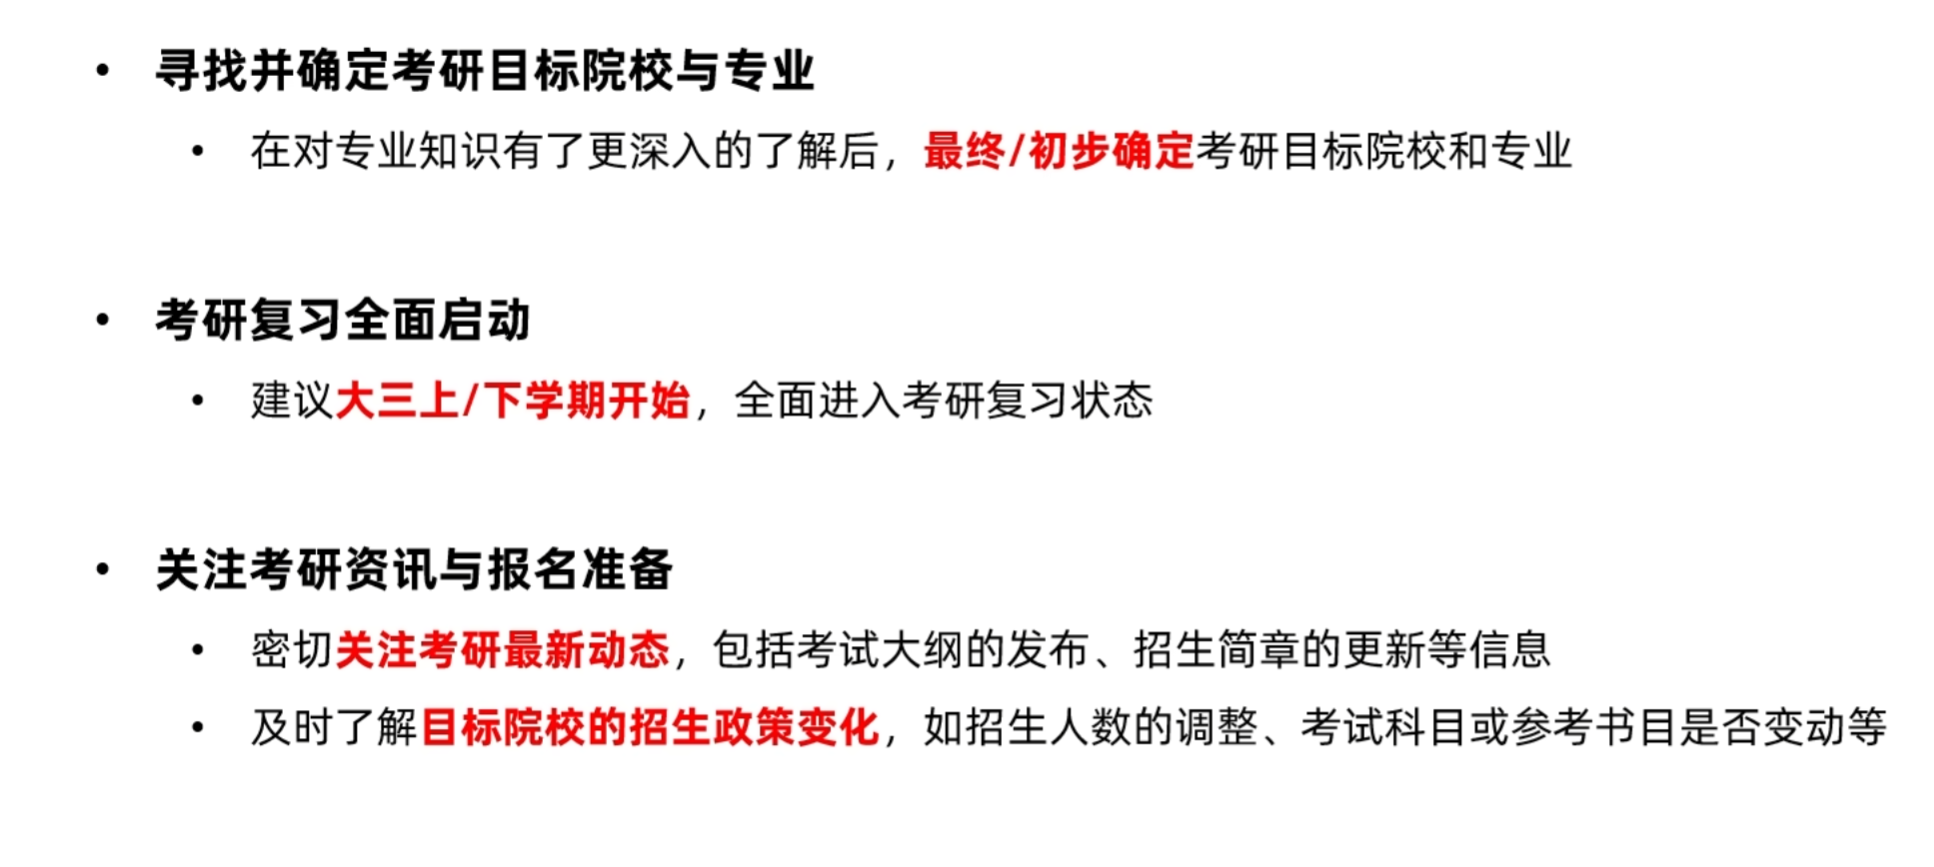 • 寻找并确定考研目标院校与专业
• 在对专业知识有了更深入的了解后，最终/初步确定考研目标院校和专业
• 考研复习全面启动
• 建议大三上/下学期开始，全面进入考研复习状态
• 关注考研资讯与报名准备
• 密切关注考研最新动态，包括考试大纲的发布、招生简章的更新等信息
• 及时了解目标院校的招生政策变化，如招生人数的调整、考试科目或参考书目是否变动等